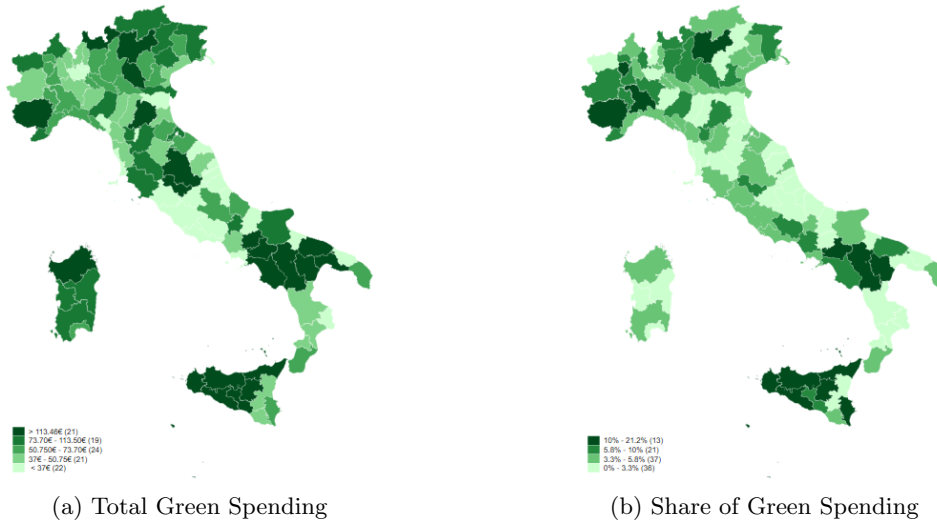 > 113.46€ (21)
73.70€ - 113.50€ (19)
50.750€ - 73.70€ (24)
37€ - 50.75€ (21)
< 37€ (22)
10% - 21.2% (13)
5.8% - 10% (21)
3.3% - 5.8% (37)
0% - 3.3% (36)
(a) Total Green Spending
(b) Share of Green Spending